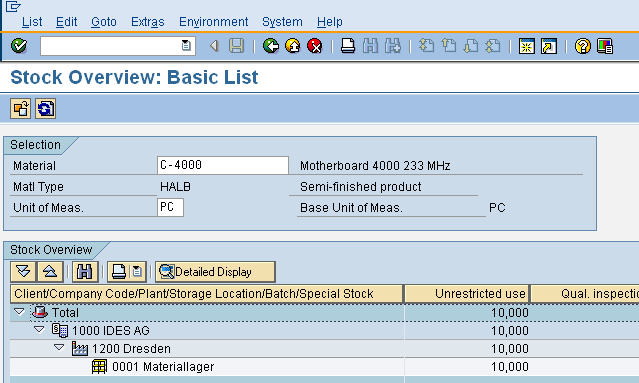 List Edit Goto Extras Environment System Help
Stock Overview: Basic List
Selection
Material C-4000 Motherboard 4000 233 MHz
Matl Type HALB Semi-finished product
Unit of Meas. PC Base Unit of Meas. PC
Stock Overview
Detailed Display
Client/Company Code/Plant/Storage Location/Batch/Special Stock Unrestricted use Qual. inspectio
Total 10,000
1000 IDES AG 10,000
1200 Dresden 10,000
0001 Materiallager 10,000